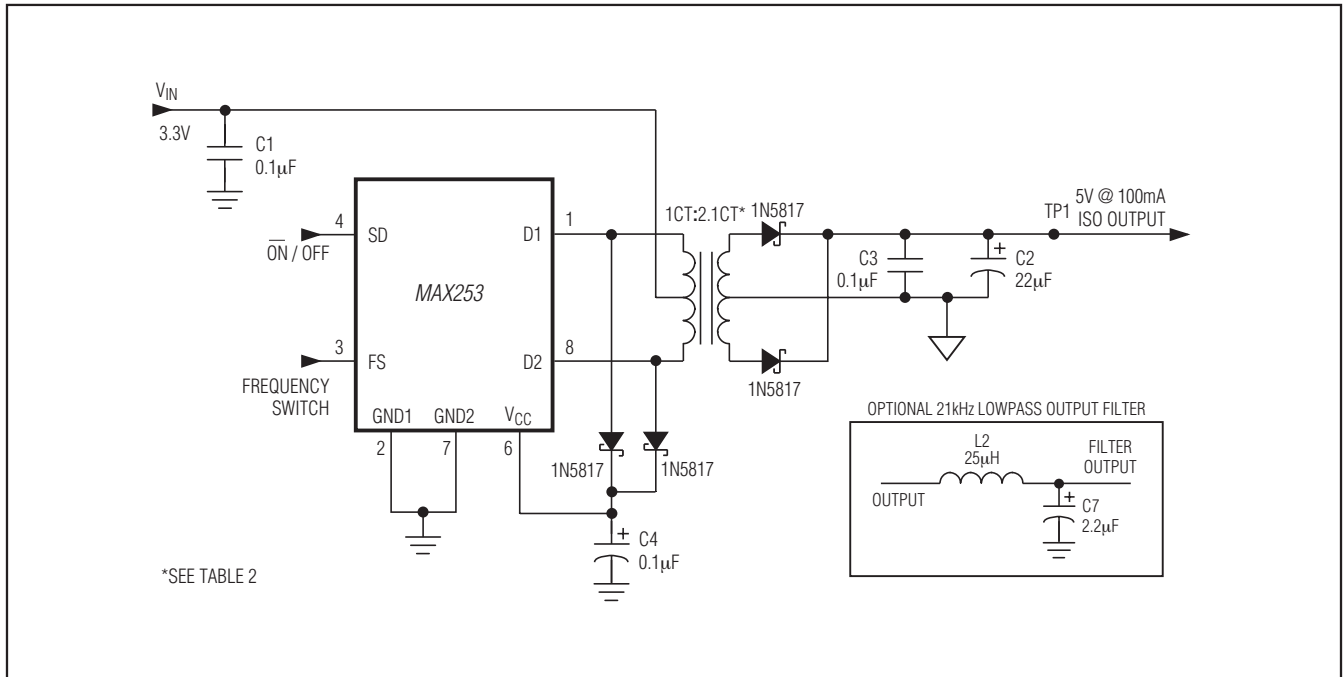 VIN
3.3V
C1
0.1µF
4
SD
ON / OFF
MAX253
3
FS
FREQUENCY
SWITCH
GND1
GND2
VCC
2
7
6
D1
1
D2
8
1CT:2.1CT*
1N5817
1N5817
1N5817
1N5817
C4
+
0.1µF
C3
0.1µF
+
C2
22µF
TP1
5V @ 100mA
ISO OUTPUT
OPTIONAL 21kHz LOWPASS OUTPUT FILTER
L2
25µH
OUTPUT
FILTER
OUTPUT
+
C7
2.2µF
*SEE TABLE 2